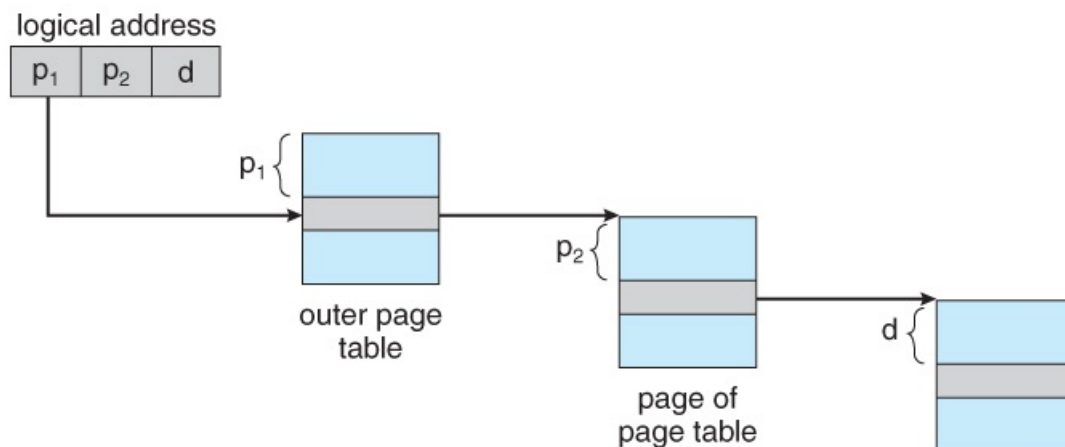 logical address
p₁ p₂ d
p₁
p₂
d
outer page
table
page of
page table